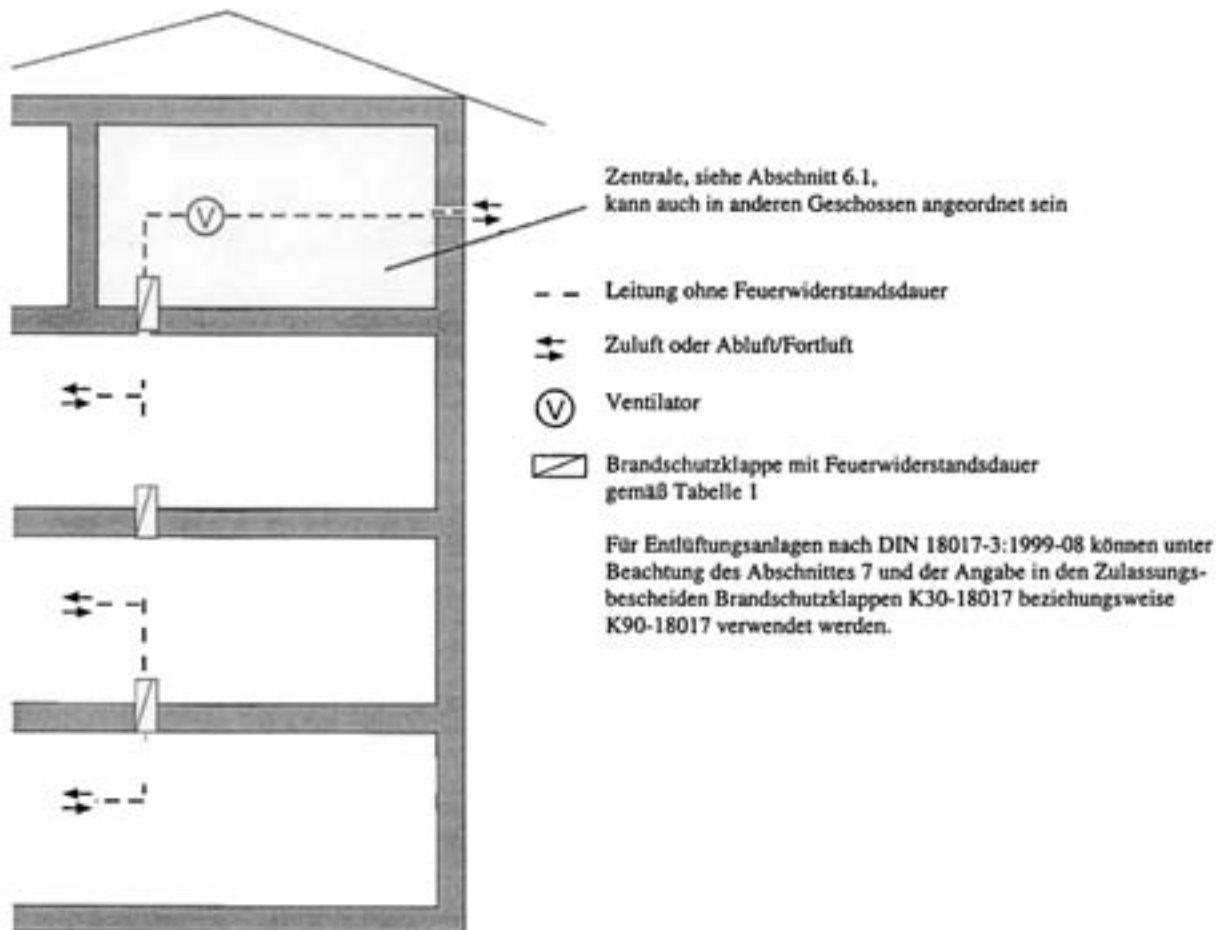 Zentrale, siehe Abschnitt 6.1,
kann auch in anderen Geschossen angeordnet sein
V
Leitung ohne Feuerwiderstandsdauer
Zuluft oder Abluft/Fortluft
V Ventilator
Brandschutzklappe mit Feuerwiderstandsdauer
gemäß Tabelle 1
Für Entlüftungsanlagen nach DIN 18017-3:1999-08 können unter
Beachtung des Abschnittes 7 und der Angabe in den Zulassungs-
bescheiden Brandschutzklappen K30-18017 beziehungsweise
K90-18017 verwendet werden.